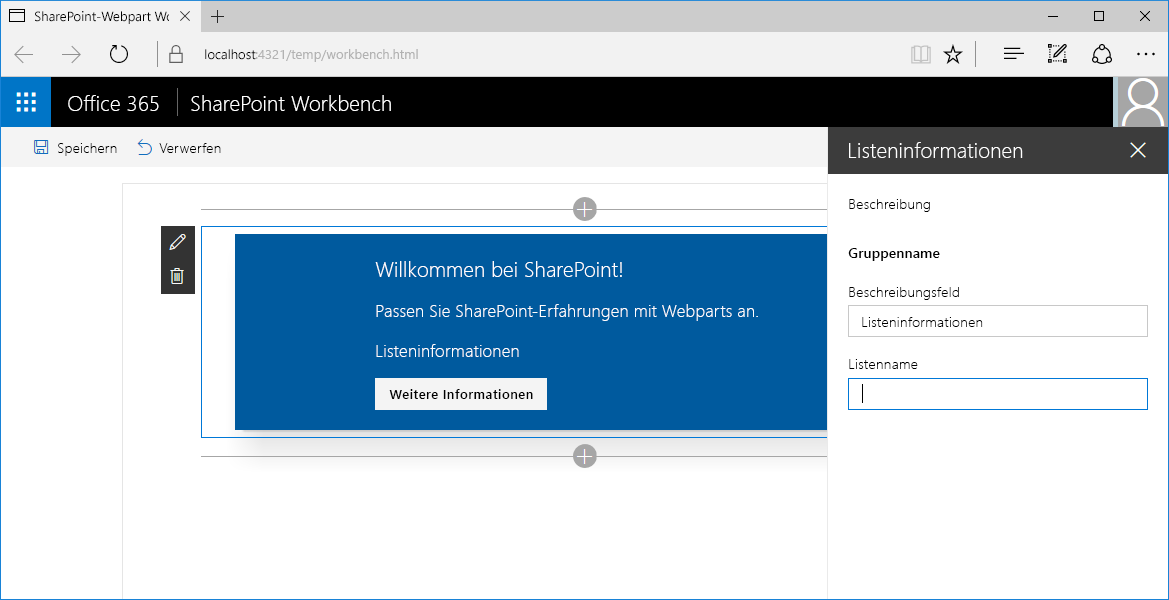 SharePoint-Webpart Wo
localhost:4321/temp/workbench.html
Office 365 SharePoint Workbench
Speichern Verwerfen
Willkommen bei SharePoint!
Passen Sie SharePoint-Erfahrungen mit Webparts an.
Listeninformationen
Weitere Informationen
Listeninformationen
Beschreibung
Gruppenname
Beschreibungsfeld
Listeninformationen
Listenname